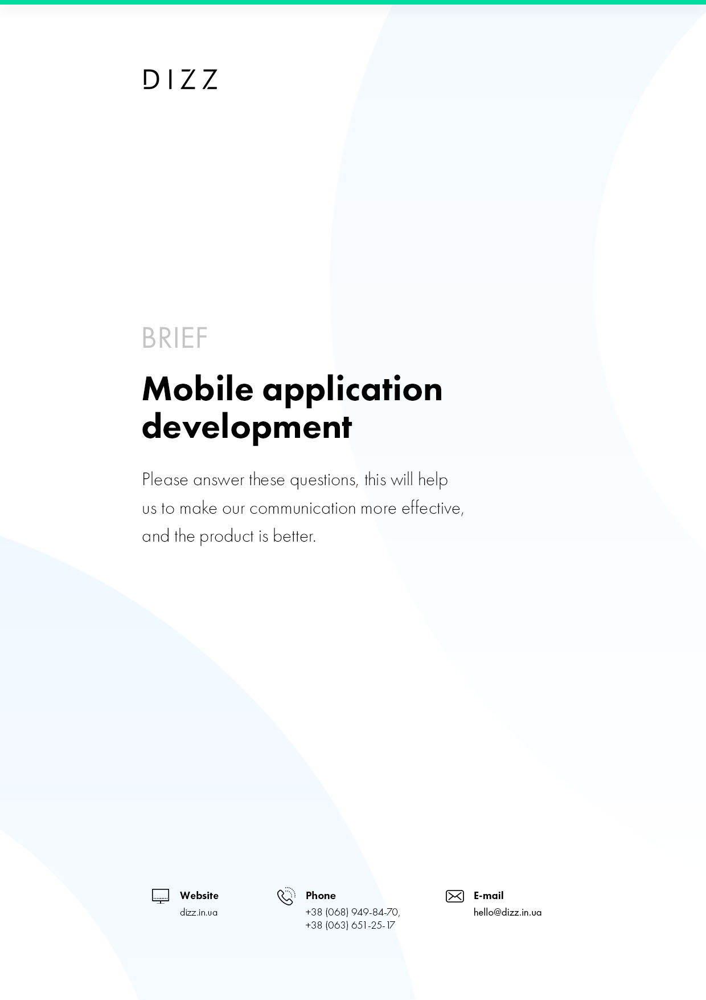 DIZZ
BRIEF
Mobile application
development
Please answer these questions, this will help
us to make our communication more effective,
and the product is better.
Website
dizz.in.ua
Phone
+38 (068) 949-84-70,
+38 (063) 651-25-17
E-mail
hello@dizz.in.ua